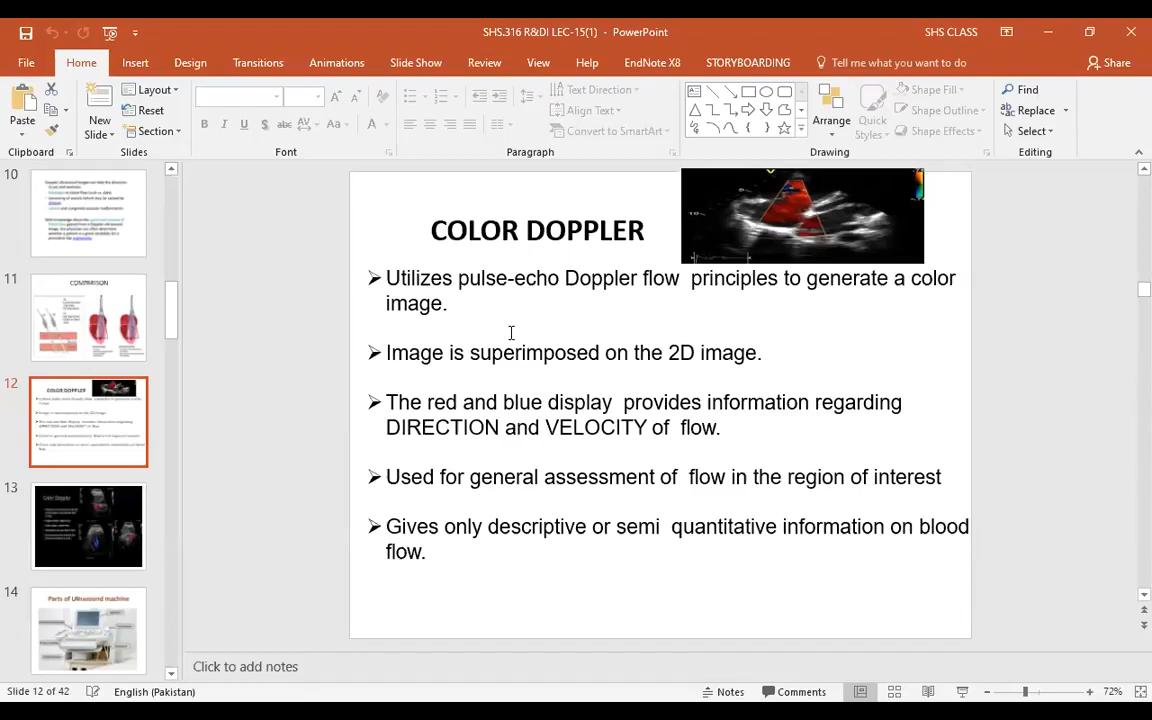 SHS.316 R&DI LEC-15(1) - PowerPoint
SHS CLASS
File Home Insert Design Transitions Animations Slide Show Review View Help EndNote X8 STORYBOARDING Tell me what you want to do Share
Paste
New Slide
Layout
Reset
Section
B I U S abc AV Aa A
A A
Text Direction
Align Text
Convert to SmartArt
Arrange
Quick Styles
Shape Fill
Shape Outline
Shape Effects
Find
Replace
Select
Clipboard Slides Font Paragraph Drawing Editing
10
11
COMPARISON
12
COLOR DOPPLER
13
Color Doppler
14
Parts of Ultrasound machine
COLOR DOPPLER
Utilizes pulse-echo Doppler flow principles to generate a color
image.
Image is superimposed on the 2D image.
The red and blue display provides information regarding
DIRECTION and VELOCITY of flow.
Used for general assessment of flow in the region of interest
Gives only descriptive or semi quantitative information on blood
flow.
Click to add notes
Slide 12 of 42 English (Pakistan) Notes Comments 72%